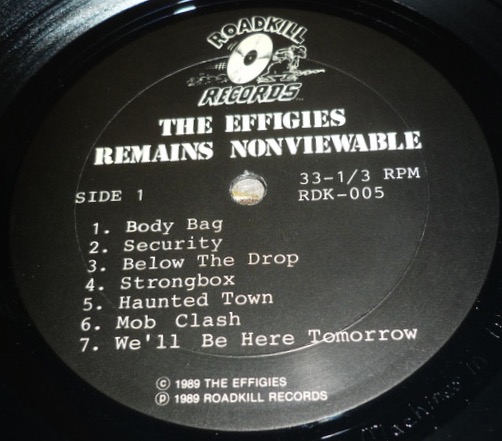 ROADKILL
RECORDS
THE EFFIGIES
REMAINS NONVIEWABLE
SIDE 1
33-1/3 RPM
RDK-005
1. Body Bag
2. Security
3. Below The Drop
4. Strongbox
5. Haunted Town
6. Mob Clash
7. We'll Be Here Tomorrow
© 1989 THE EFFIGIES
℗ 1989 ROADKILL RECORDS